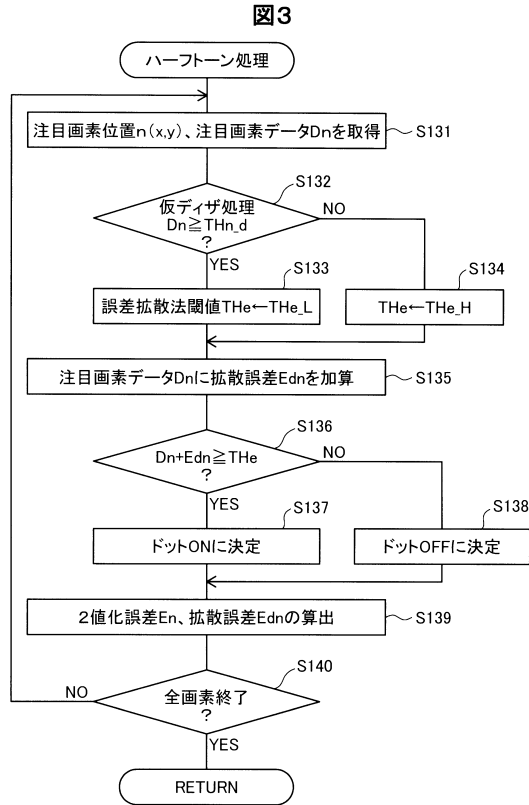 図3
ハーフトーン処理
注目画素位置n(x,y)、注目画素データDnを取得
S131
S132
仮ディザ処理
Dn≧THn_d
?
NO
YES
S133
S134
誤差拡散法閾値THe←THe_L
THe←THe_H
注目画素データDnに拡散誤差Ednを加算
S135
S136
Dn+Edn≧THe
?
NO
YES
S137
S138
ドットONに決定
ドットOFFに決定
2値化誤差En、拡散誤差Ednの算出
S139
S140
全画素終了
?
NO
YES
RETURN